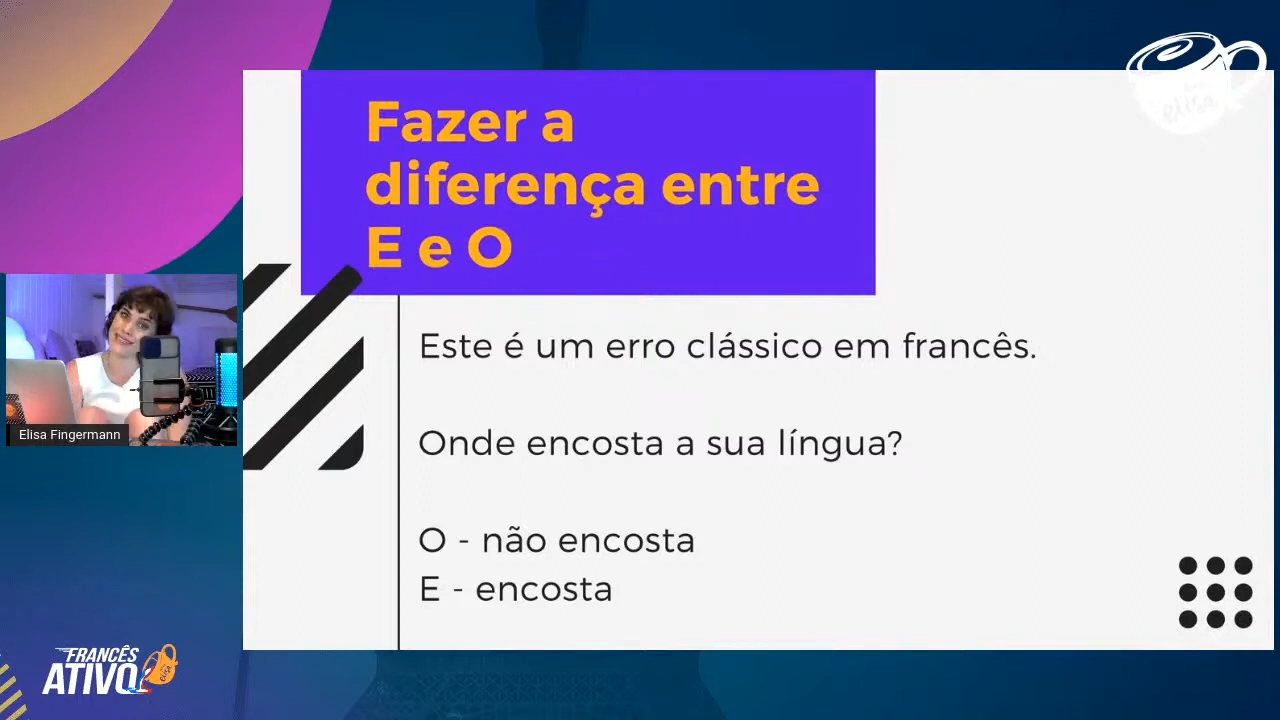 Fazer a
diferença entre
E e O
Este é um erro clássico em francês.
Onde encosta a sua língua?
O - não encosta
E - encosta
Elisa Fingermann
FRANCÊS
ATIVO
elisa